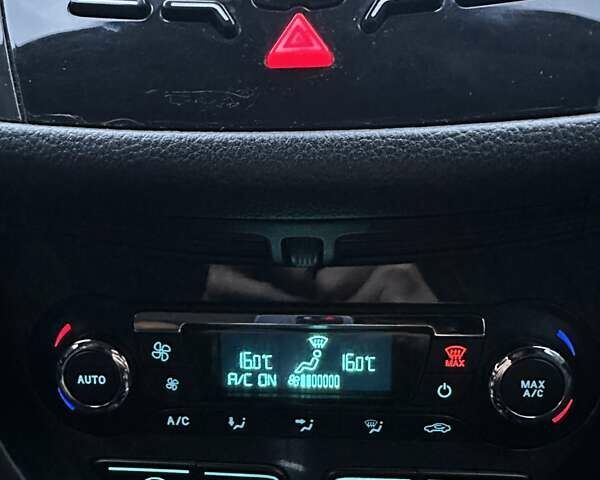 MAX
16.0°C 16.0°C
A/C ON
AUTO
MAX
A/C
A/C